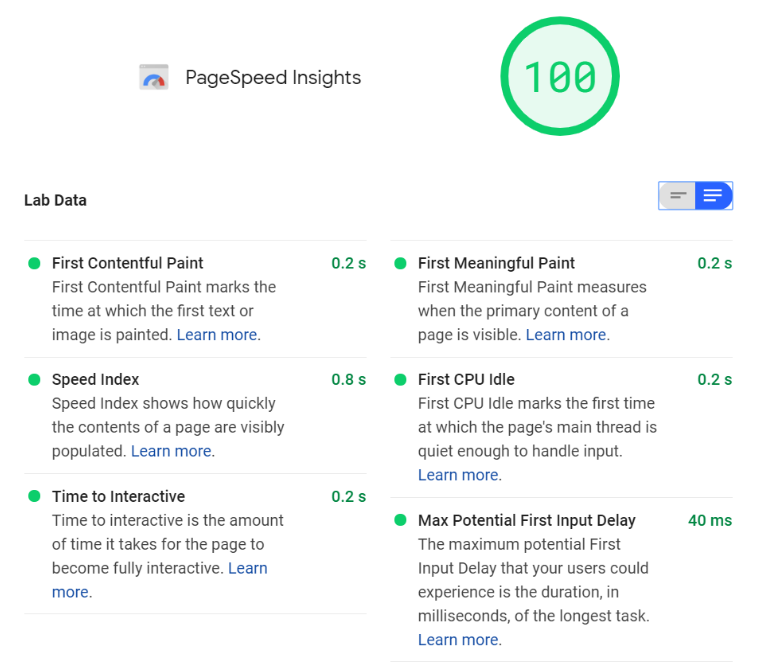 PageSpeed Insights
100
Lab Data
First Contentful Paint 0.2 s
First Contentful Paint marks the
time at which the first text or
image is painted. Learn more.
Speed Index 0.8 s
Speed Index shows how quickly
the contents of a page are visibly
populated. Learn more.
Time to Interactive 0.2 s
Time to interactive is the amount
of time it takes for the page to
become fully interactive. Learn
more.
First Meaningful Paint 0.2 s
First Meaningful Paint measures
when the primary content of a
page is visible. Learn more.
First CPU Idle 0.2 s
First CPU Idle marks the first time
at which the page's main thread is
quiet enough to handle input.
Learn more.
Max Potential First Input Delay 40 ms
The maximum potential First
Input Delay that your users could
experience is the duration, in
milliseconds, of the longest task.
Learn more.